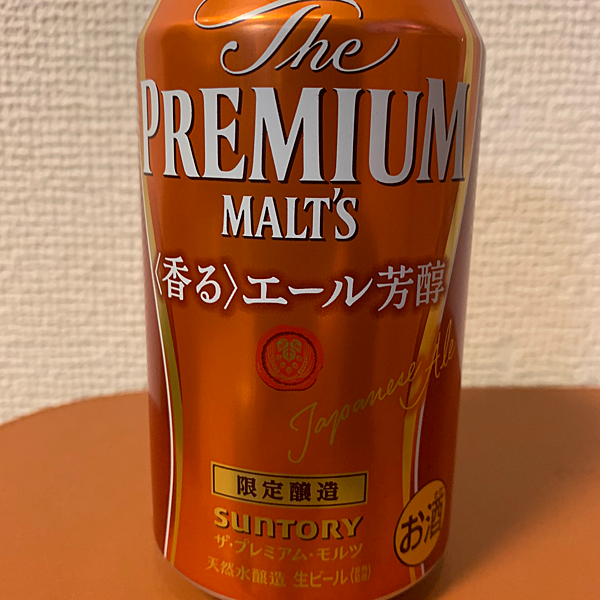 The
PREMIUM
MALT'S
〈香る〉エール 芳醇
Japanese Ale
限定醸造
SUNTORY
ザ・プレミアム・モルツ
お酒
天然水醸造 生ビール